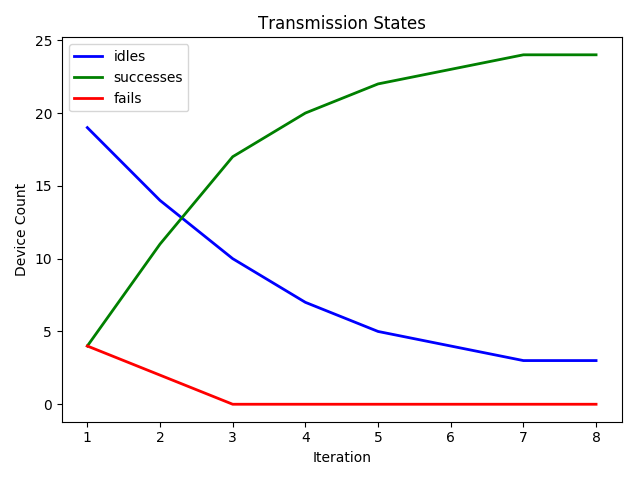 Transmission States
25
20
15
10
5
0
Device Count
idles
successes
fails
1 2 3 4 5 6 7 8
Iteration